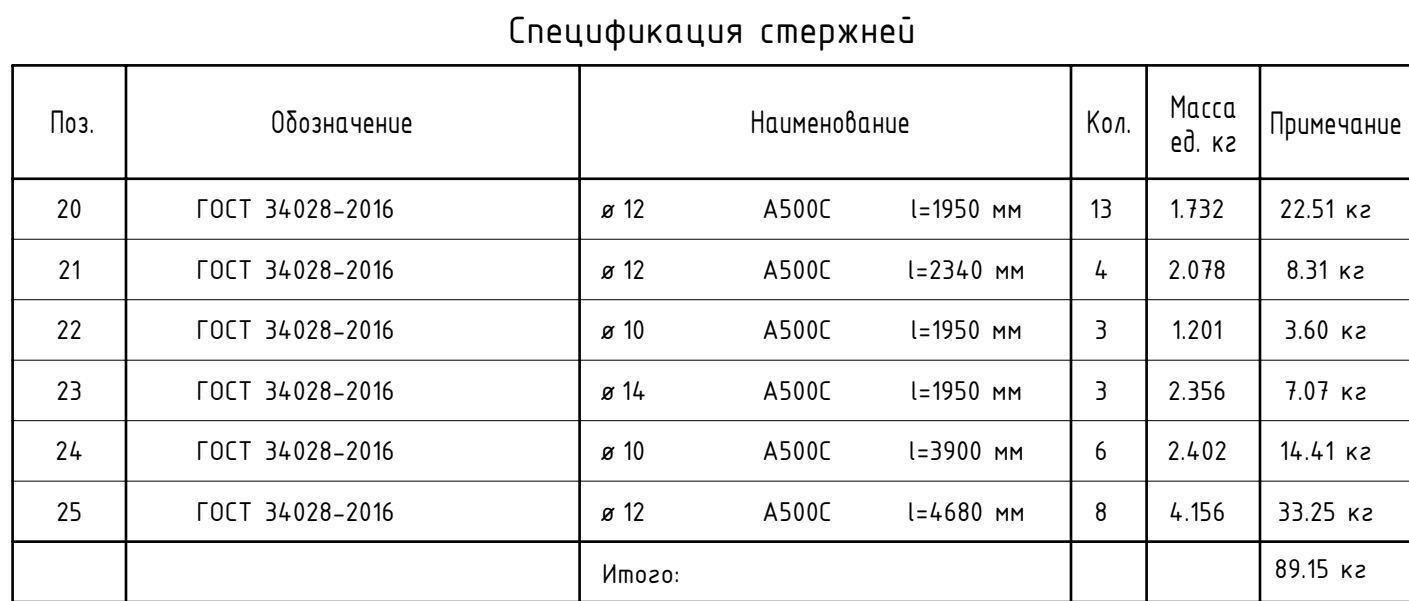 Спецификация стержней
Поз. Обозначение Наименование Кол. Масса ед. кг Примечание
20 ГОСТ 34028-2016 ø 12 А500С l=1950 мм 13 1.732 22.51 кг
21 ГОСТ 34028-2016 ø 12 А500С l=2340 мм 4 2.078 8.31 кг
22 ГОСТ 34028-2016 ø 10 А500С l=1950 мм 3 1.201 3.60 кг
23 ГОСТ 34028-2016 ø 14 А500С l=1950 мм 3 2.356 7.07 кг
24 ГОСТ 34028-2016 ø 10 А500С l=3900 мм 6 2.402 14.41 кг
25 ГОСТ 34028-2016 ø 12 А500С l=4680 мм 8 4.156 33.25 кг
Итого: 89.15 кг